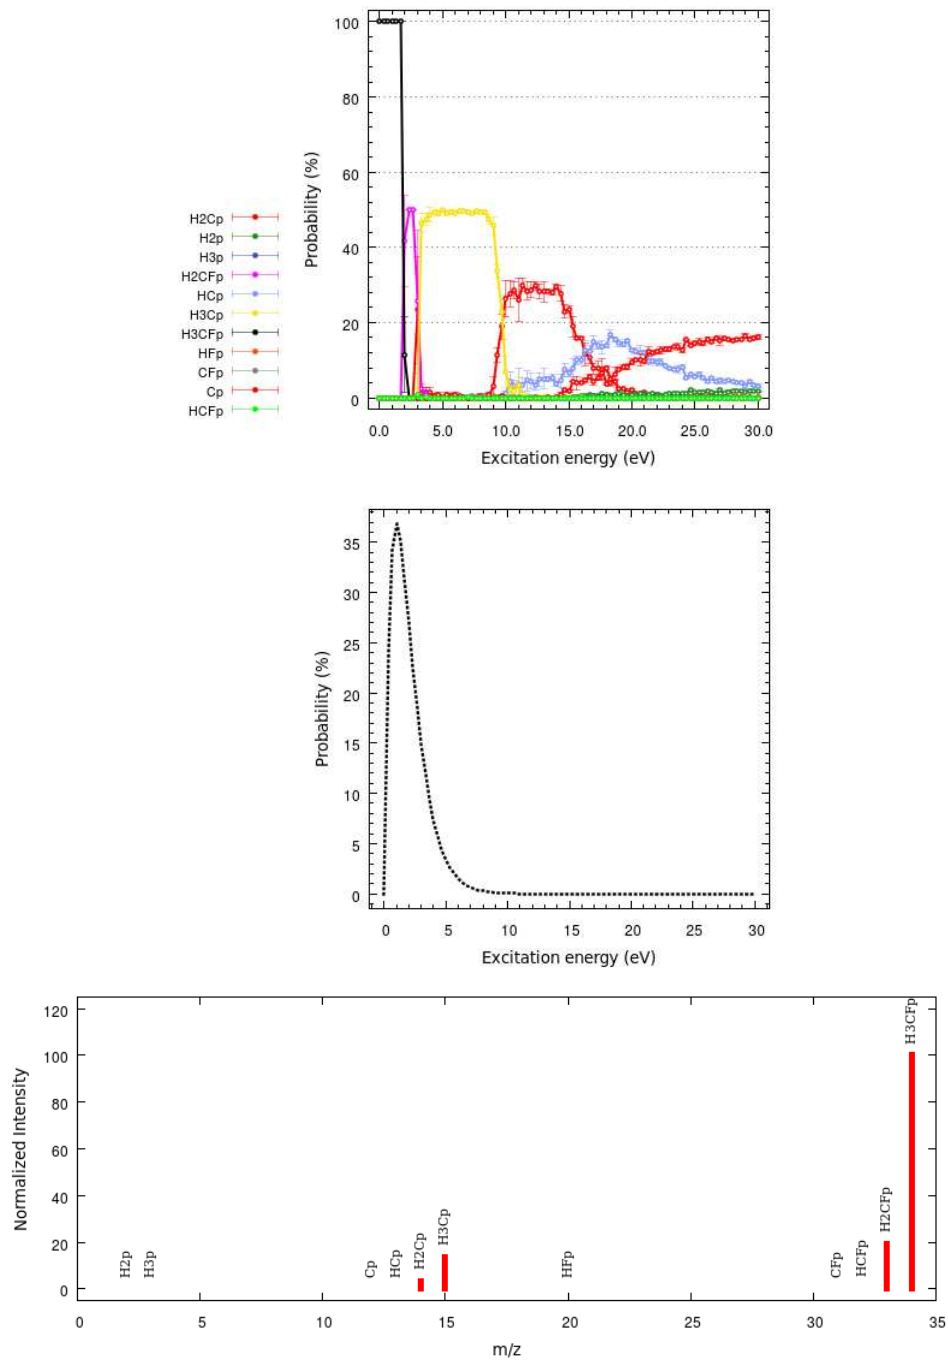 100
80
60
40
20
0
Probability (%)
H2Cp
H2p
H3p
H2CFp
HCp
H3Cp
H3CFp
HFp
CFp
Cp
HCFp
0.0 5.0 10.0 15.0 20.0 25.0 30.0
Excitation energy (eV)
35
30
25
20
15
10
5
0
Probability (%)
0 5 10 15 20 25 30
Excitation energy (eV)
120
100
80
60
40
20
0
Normalized Intensity
H2p
H3p
Cp
HCp
H2Cp
H3Cp
HFp
CFp
HCFp
H2CFp
H3CFp
0 5 10 15 20 25 30 35
m/z